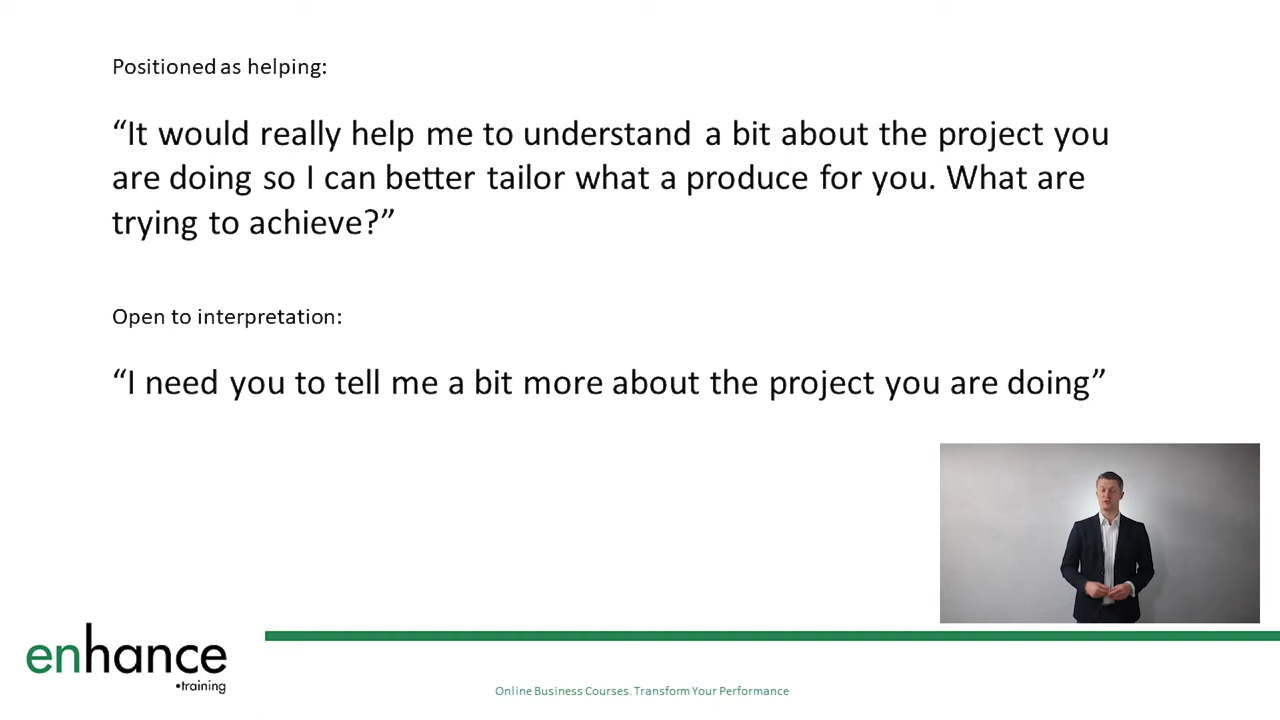 Positioned as helping:
“It would really help me to understand a bit about the project you
are doing so I can better tailor what a produce for you. What are
trying to achieve?”
Open to interpretation:
“I need you to tell me a bit more about the project you are doing”
enhance
•training
Online Business Courses. Transform Your Performance